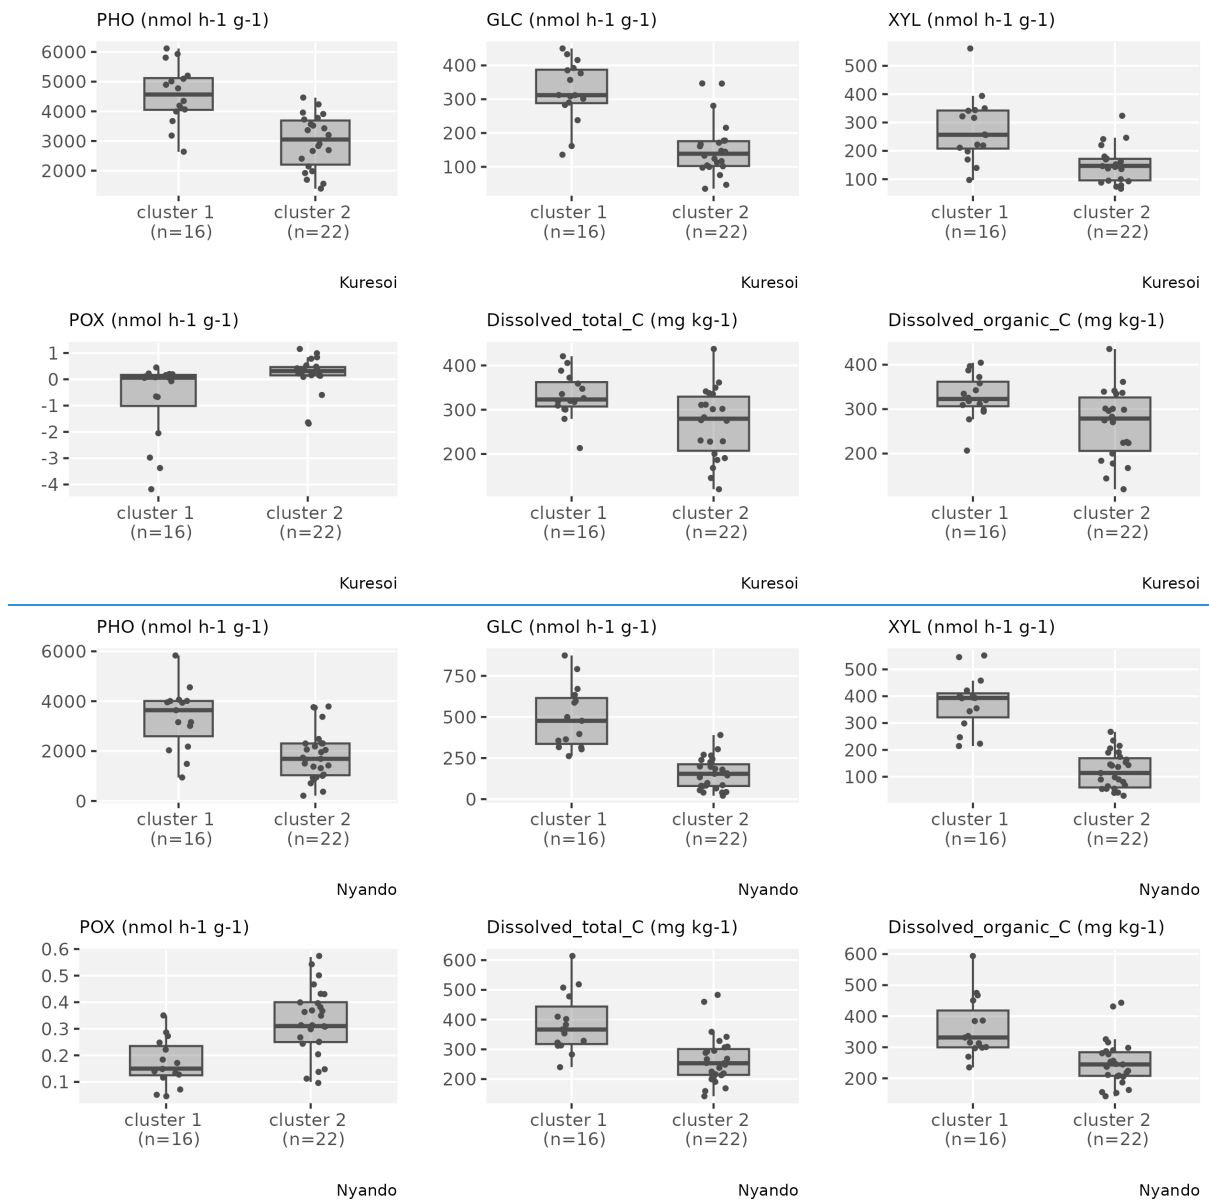 PHO (nmol h-1 g-1)
6000
5000
4000
3000
2000
cluster 1
(n=16)
cluster 2
(n=22)
Kuresoi
GLC (nmol h-1 g-1)
400
300
200
100
cluster 1
(n=16)
cluster 2
(n=22)
Kuresoi
XYL (nmol h-1 g-1)
500
400
300
200
100
cluster 1
(n=16)
cluster 2
(n=22)
Kuresoi
POX (nmol h-1 g-1)
1
0
-1
-2
-3
-4
cluster 1
(n=16)
cluster 2
(n=22)
Kuresoi
Dissolved_total_C (mg kg-1)
400
300
200
cluster 1
(n=16)
cluster 2
(n=22)
Kuresoi
Dissolved_organic_C (mg kg-1)
400
300
200
cluster 1
(n=16)
cluster 2
(n=22)
Kuresoi
PHO (nmol h-1 g-1)
6000
4000
2000
0
cluster 1
(n=16)
cluster 2
(n=22)
Nyando
GLC (nmol h-1 g-1)
750
500
250
0
cluster 1
(n=16)
cluster 2
(n=22)
Nyando
XYL (nmol h-1 g-1)
500
400
300
200
100
cluster 1
(n=16)
cluster 2
(n=22)
Nyando
POX (nmol h-1 g-1)
0.6
0.5
0.4
0.3
0.2
0.1
cluster 1
(n=16)
cluster 2
(n=22)
Nyando
Dissolved_total_C (mg kg-1)
600
500
400
300
200
cluster 1
(n=16)
cluster 2
(n=22)
Nyando
Dissolved_organic_C (mg kg-1)
600
500
400
300
200
cluster 1
(n=16)
cluster 2
(n=22)
Nyando